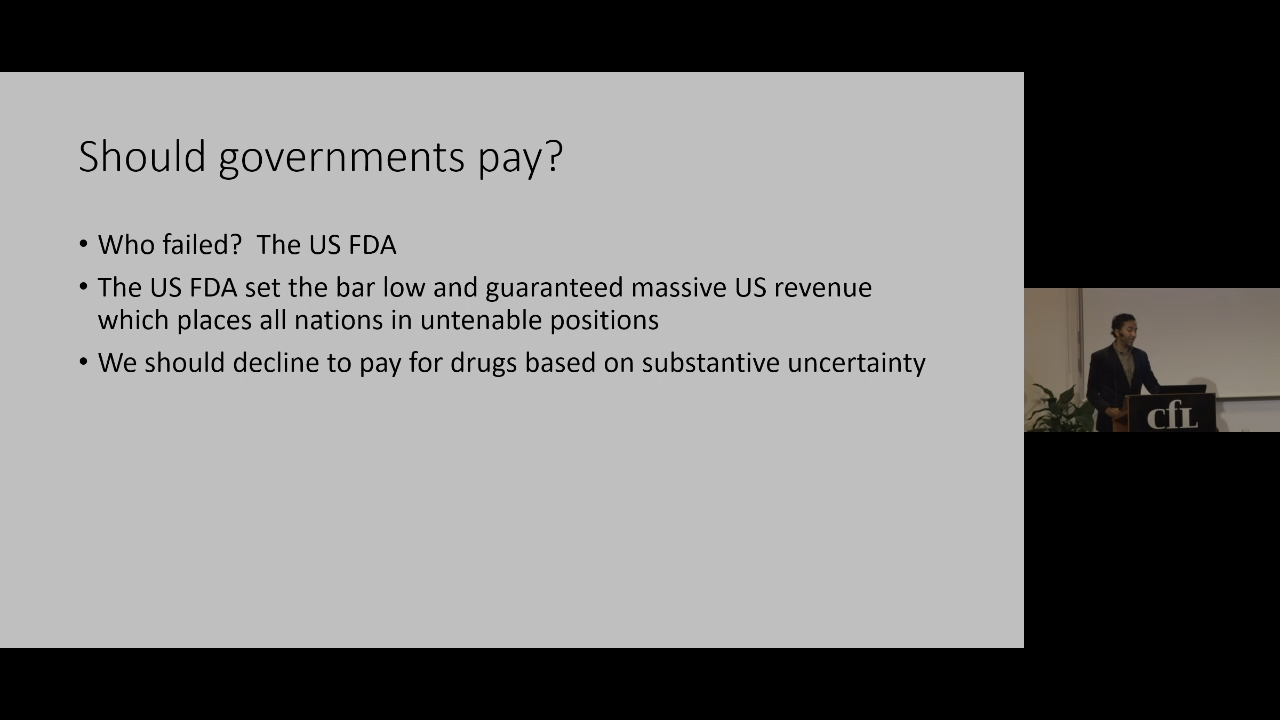 Should governments pay?
• Who failed?  The US FDA
• The US FDA set the bar low and guaranteed massive US revenue
which places all nations in untenable positions
• We should decline to pay for drugs based on substantive uncertainty
cfL